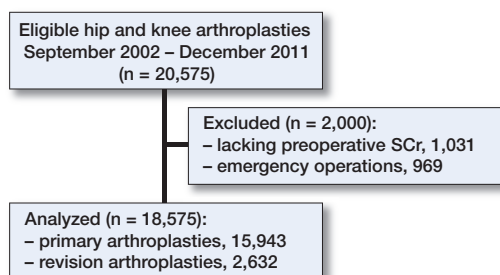 Eligible hip and knee arthroplasties
September 2002 – December 2011
(n = 20,575)
Excluded (n = 2,000):
– lacking preoperative SCr, 1,031
– emergency operations, 969
Analyzed (n = 18,575):
– primary arthroplasties, 15,943
– revision arthroplasties, 2,632